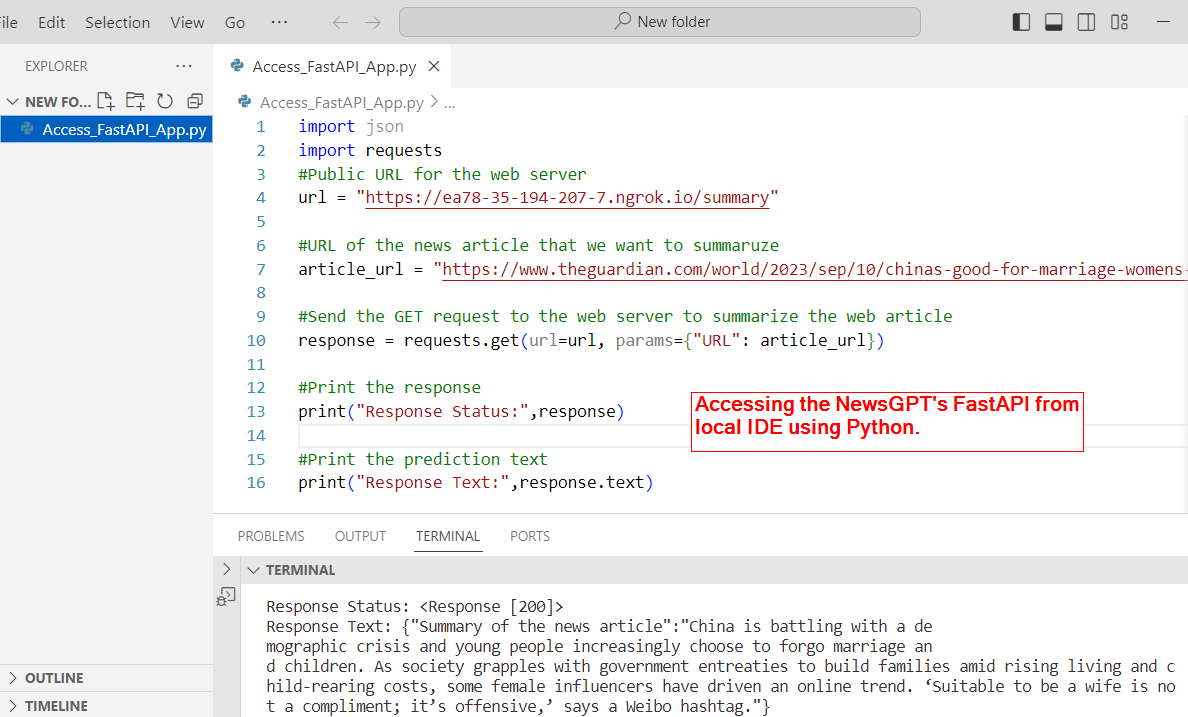 File Edit Selection View Go ···
New folder
EXPLORER ···
NEW FO...
Access_FastAPI_App.py
Access_FastAPI_App.py
Access_FastAPI_App.py > ...
1 import json
2 import requests
3 #Public URL for the web server
4 url = "https://ea78-35-194-207-7.ngrok.io/summary"
5
6 #URL of the news article that we want to summaruze
7 article_url = "https://www.theguardian.com/world/2023/sep/10/chinas-good-for-marriage-womens-
8
9 #Send the GET request to the web server to summarize the web article
10 response = requests.get(url=url, params={"URL": article_url})
11
12 #Print the response
13 print("Response Status:",response)
14
15 #Print the prediction text
16 print("Response Text:",response.text)
Accessing the NewsGPT's FastAPI from
local IDE using Python.
PROBLEMS OUTPUT TERMINAL PORTS
TERMINAL
Response Status: <Response [200]>
Response Text: {"Summary of the news article":"China is battling with a de
mographic crisis and young people increasingly choose to forgo marriage an
d children. As society grapples with government entreaties to build families amid rising living and c
hild-rearing costs, some female influencers have driven an online trend. ‘Suitable to be a wife is no
t a compliment; it’s offensive,’ says a Weibo hashtag."}
OUTLINE
TIMELINE